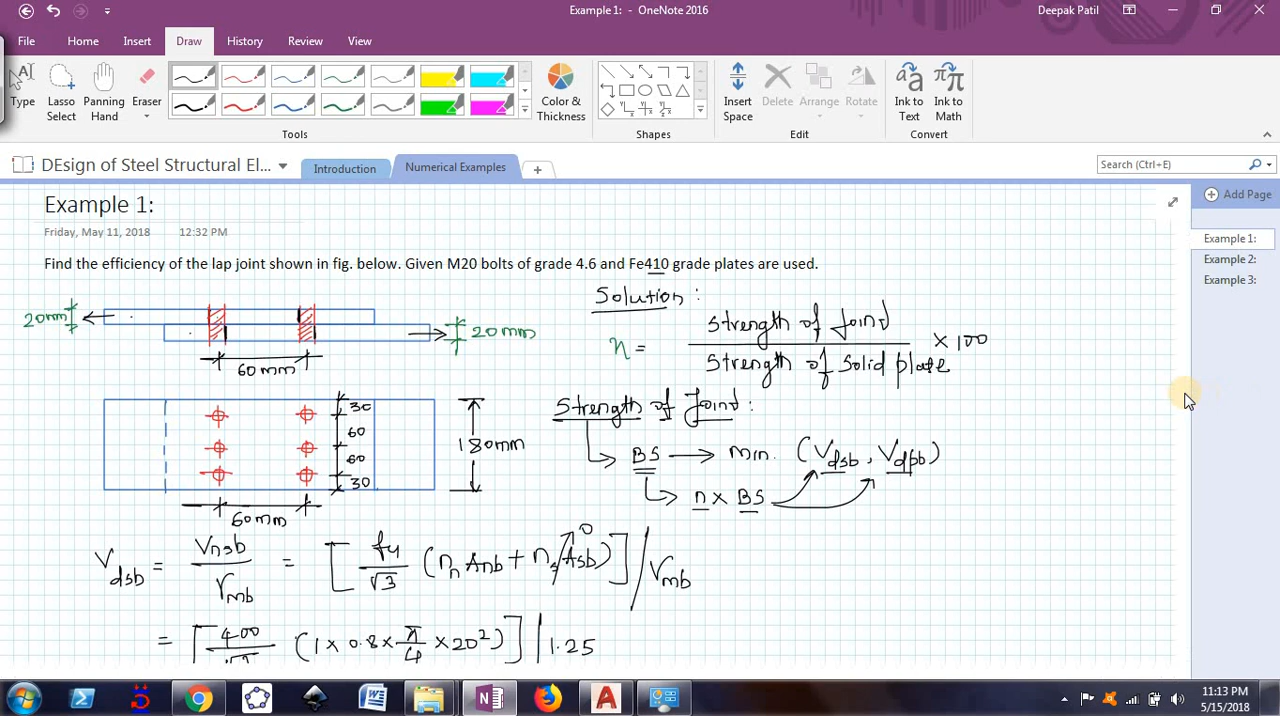 Example 1: - OneNote 2016
Deepak Patil
File Home Insert Draw History Review View
Type
Lasso Select
Panning Hand
Eraser
Color & Thickness
Insert Space
Delete
Arrange
Rotate
Ink to Text
Ink to Math
Tools
Shapes
Edit
Convert
DEsign of Steel Structural El...
Introduction
Numerical Examples
Search (Ctrl+E)
Add Page
Example 1:
Example 2:
Example 3:
Example 1:
Friday, May 11, 2018 12:32 PM
Find the efficiency of the lap joint shown in fig. below. Given M20 bolts of grade 4.6 and Fe410 grade plates are used.
20mm
20mm
60mm
30
60
60
30
180mm
60mm
Solution :
η = Strength of Joint / Strength of Solid plate × 100
Strength of Joint :
BS → min. (Vdsb, Vdpb)
n × BS
Vdsb = Vnsb / γmb = [ fu / √3 (nn Anb + ns Asb) ] / γmb
0
= [ 400 / √3 (1 × 0.8 × π/4 × 20²) ] / 1.25
11:13 PM
5/15/2018